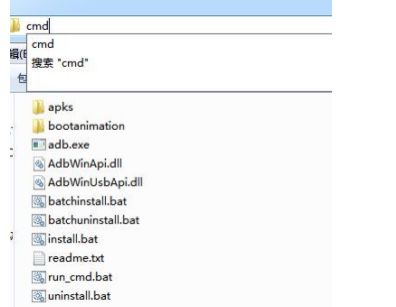 cmd
cmd
搜索 "cmd"
包
apks
bootanimation
adb.exe
AdbWinApi.dll
AdbWinUsbApi.dll
batchinstall.bat
batchuninstall.bat
install.bat
readme.txt
run_cmd.bat
uninstall.bat